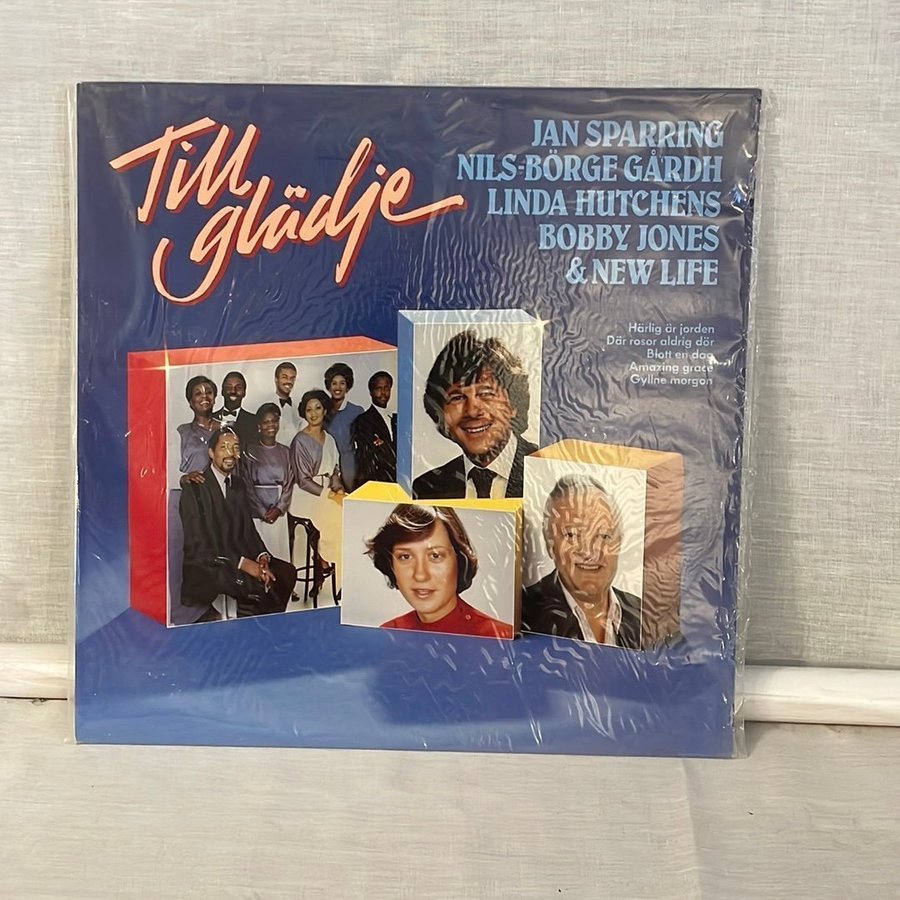 Till
glädje
JAN SPARRING
NILS-BÖRGE GÅRDH
LINDA HUTCHENS
BOBBY JONES
& NEW LIFE
Härlig är jorden
Där rosor aldrig dör
Blott en dag
Amazing grace
Gyllne morgon